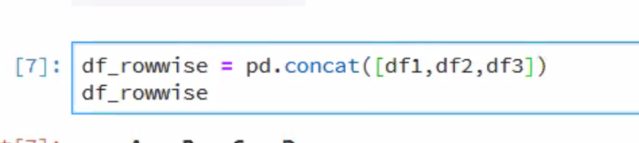 [7]: df_rowwise = pd.concat([df1,df2,df3])
df_rowwise